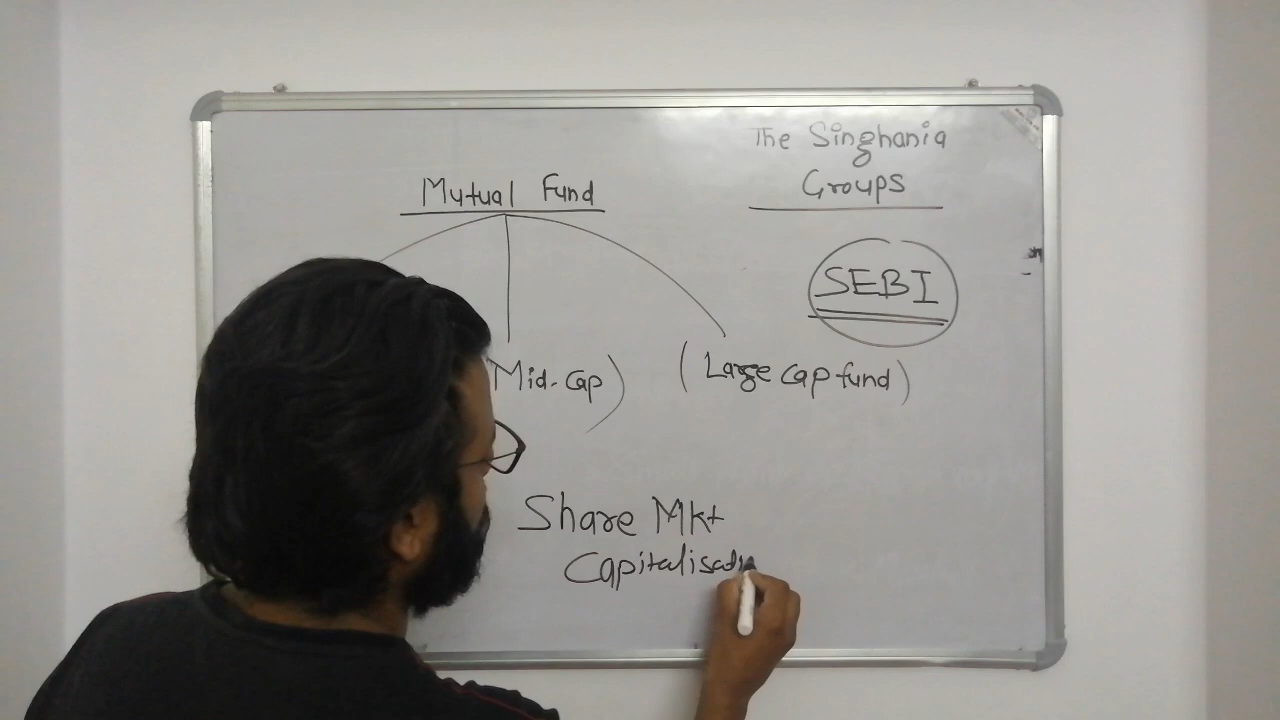 The Singhania
Groups
Mutual Fund
SEBI
Mid-Cap)
(Large Cap fund)
Share Mkt